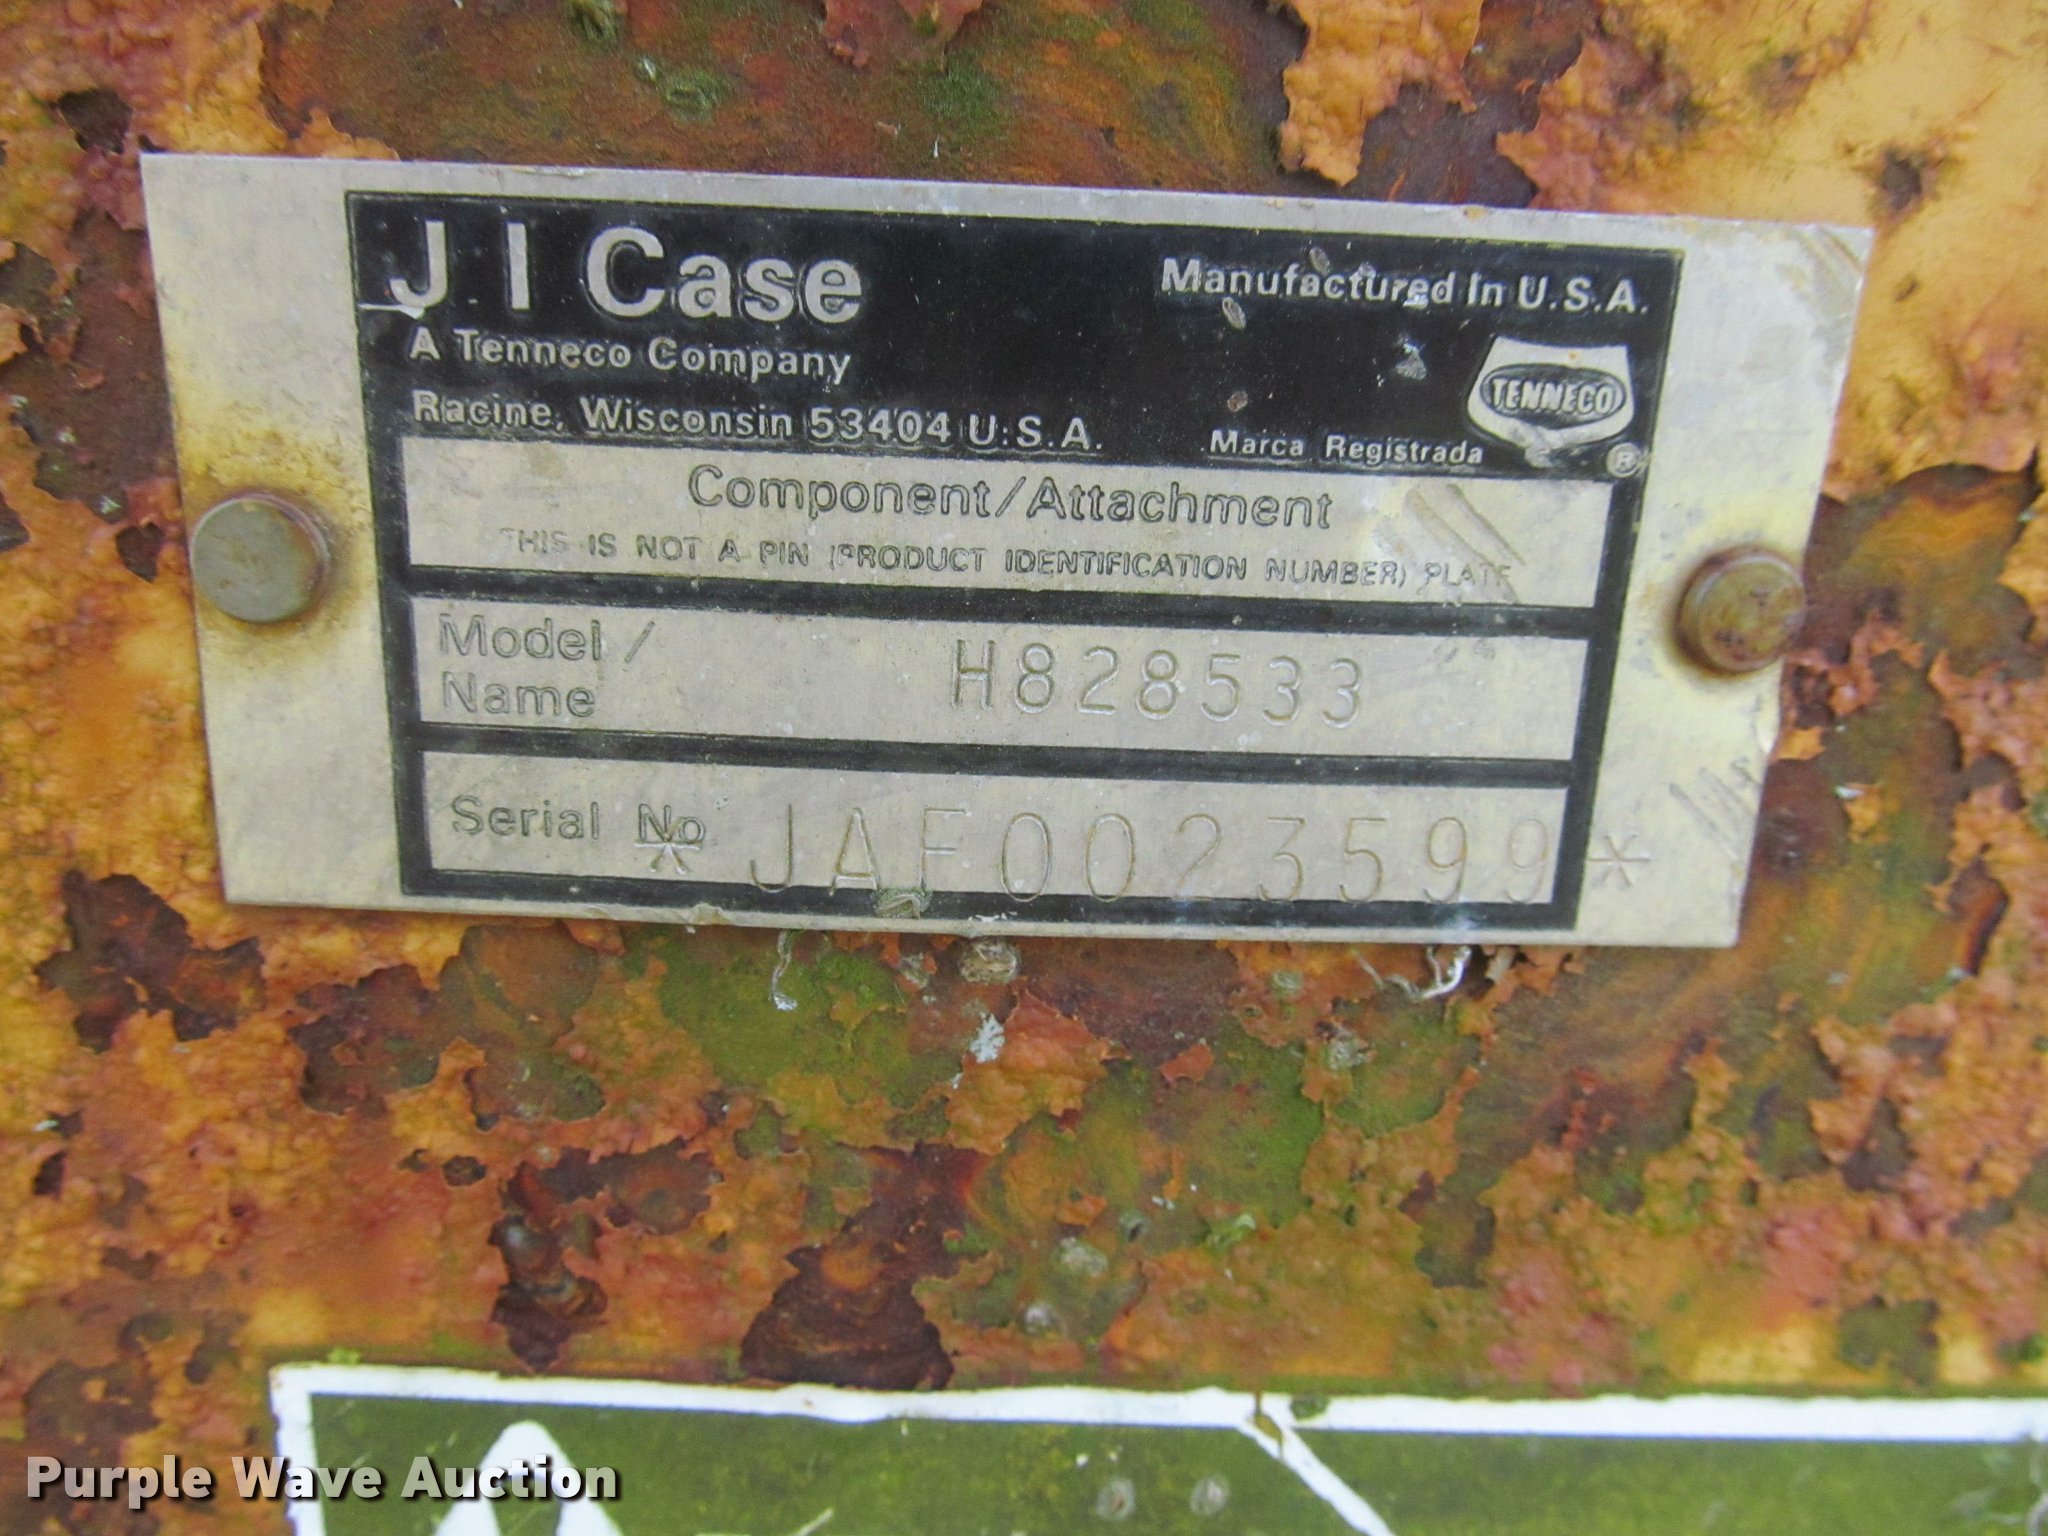 J I Case
Manufactured in U.S.A.
A Tenneco Company
TENNECO
Racine, Wisconsin 53404 U.S.A.
Marca Registrada
®
Component/Attachment
THIS IS NOT A PIN (PRODUCT IDENTIFICATION NUMBER) PLATE
Model / Name H828533
Serial No *JAF0023599*
Purple Wave Auction